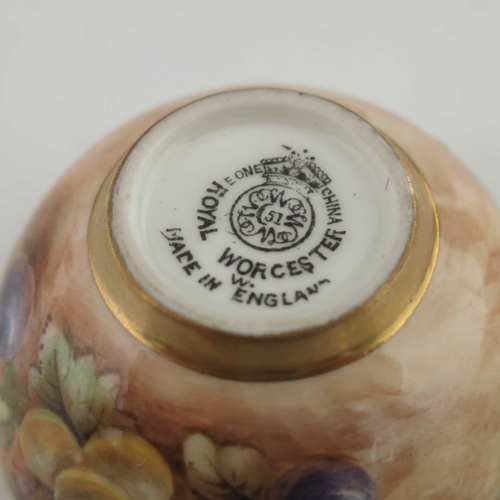 BONE CHINA
51
ROYAL WORCESTER
W.
MADE IN ENGLAND